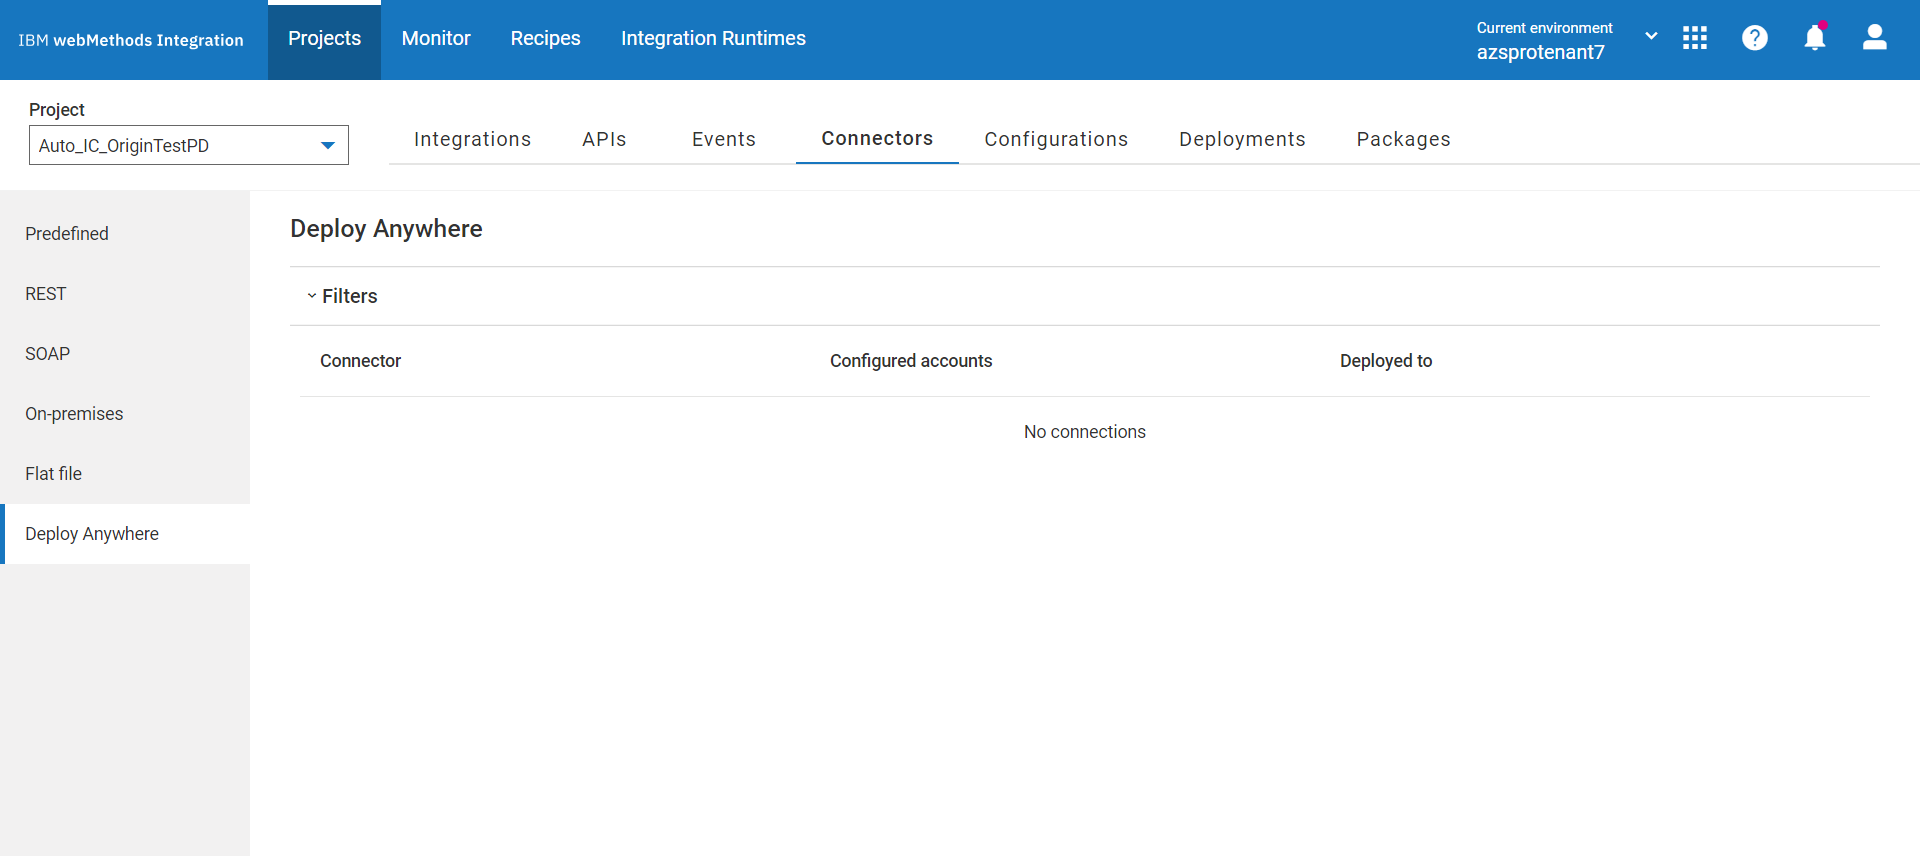 IBM webMethods Integration
Projects
Monitor
Recipes
Integration Runtimes
Current environment
azsprotenant7
Project
Auto_IC_OriginTestPD
Integrations
APIs
Events
Connectors
Configurations
Deployments
Packages
Predefined
REST
SOAP
On-premises
Flat file
Deploy Anywhere
Deploy Anywhere
Filters
Connector
Configured accounts
Deployed to
No connections